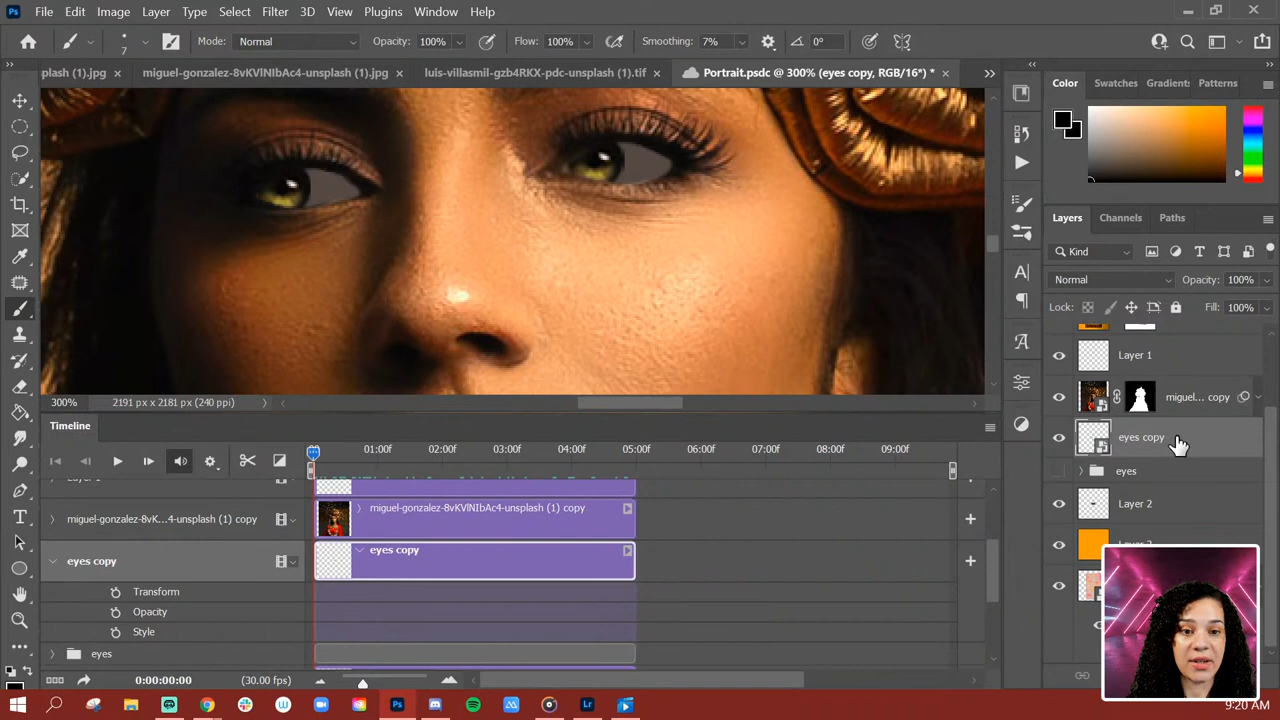 Ps File Edit Image Layer Type Select Filter 3D View Plugins Window Help
7 Mode: Normal Opacity: 100% Flow: 100% Smoothing: 7% 0°
plash (1).jpg × miguel-gonzalez-8vKVlNIbAc4-unsplash (1).jpg × luis-villasmil-gzb4RKX-pdc-unsplash (1).tif × Portrait.psdc @ 300% (eyes copy, RGB/16*) * ×
Color Swatches Gradient: Patterns
Layers Channels Paths
Kind
Normal Opacity: 100%
Lock: Fill: 100%
Layer 1
miguel... copy
eyes copy
eyes
Layer 2
300% 2191 px x 2181 px (240 ppi)
Timeline
00 01:00f 02:00f 03:00f 04:00f 05:00f 07:00f 09:00f
miguel-gonzalez-8vK...4-unsplash (1) copy
miguel-gonzalez-8vKVlNIbAc4-unsplash (1) copy
eyes copy
eyes copy
Transform
Opacity
Style
eyes
0:00:00:00 (30.00 fps)
Ps Lr
9:20 AM